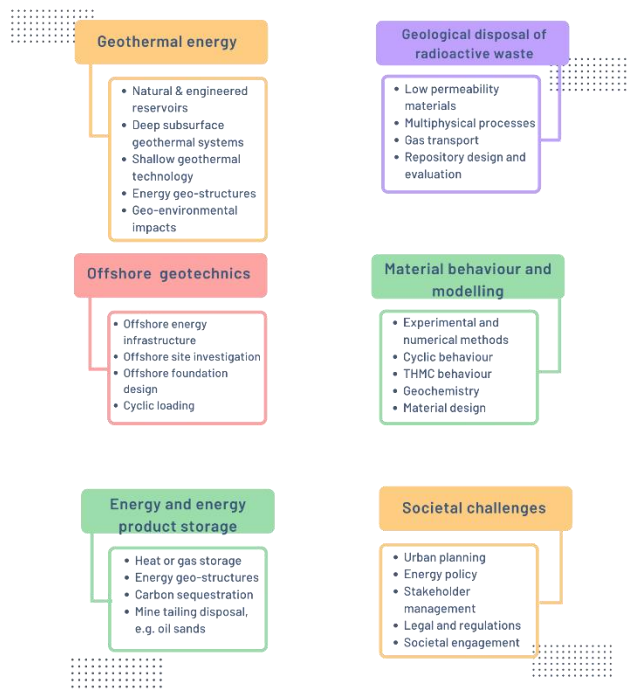 Geothermal energy
• Natural & engineered
reservoirs
• Deep subsurface
geothermal systems
• Shallow geothermal
technology
• Energy geo-structures
• Geo-environmental
impacts
Geological disposal of
radioactive waste
• Low permeability
materials
• Multiphysical processes
• Gas transport
• Repository design and
evaluation
Offshore geotechnics
• Offshore energy
infrastructure
• Offshore site investigation
• Offshore foundation
design
• Cyclic loading
Material behaviour and
modelling
• Experimental and
numerical methods
• Cyclic behaviour
• THMC behaviour
• Geochemistry
• Material design
Energy and energy
product storage
• Heat or gas storage
• Energy geo-structures
• Carbon sequestration
• Mine tailing disposal,
e.g. oil sands
Societal challenges
• Urban planning
• Energy policy
• Stakeholder
management
• Legal and regulations
• Societal engagement